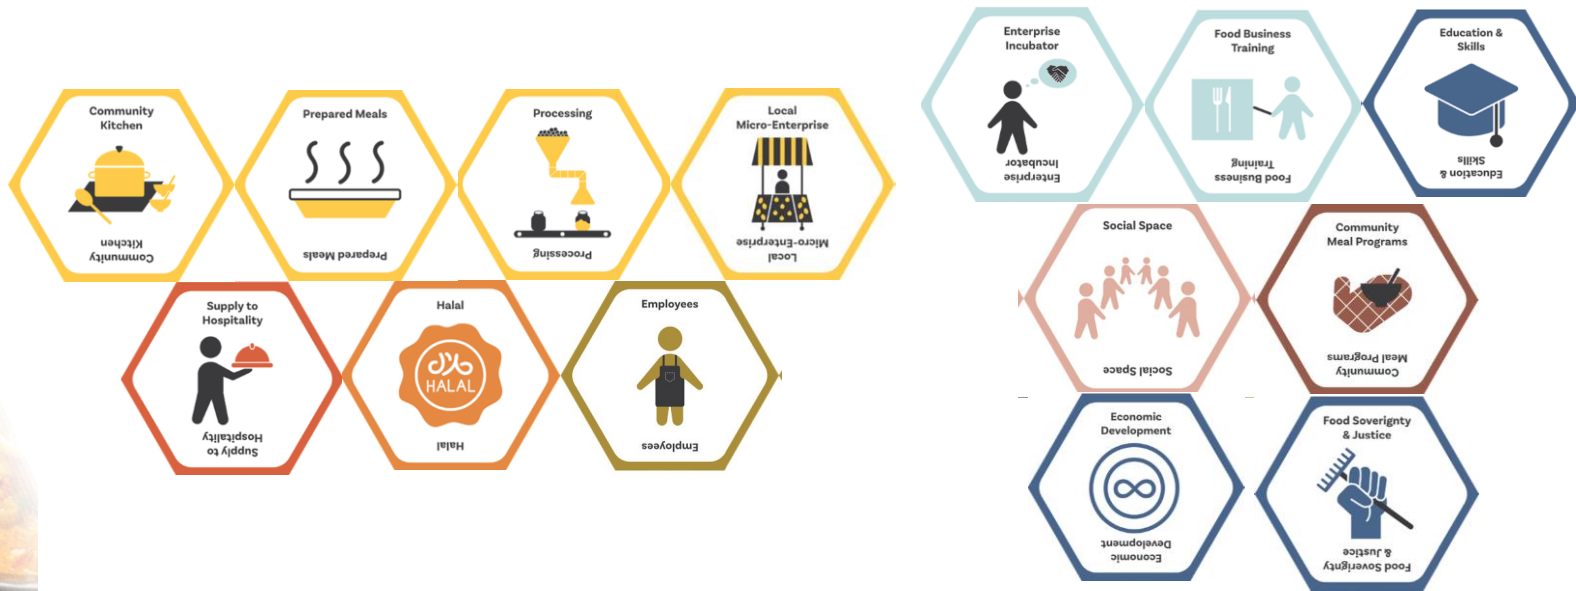 Community
Kitchen
Community
Kitchen
Prepared Meals
Prepared Meals
Processing
Processing
Local
Micro-Enterprise
Local
Micro-Enterprise
Supply to
Hospitality
Supply to
Hospitality
Halal
حلال
HALAL
Halal
Employees
Employees
Enterprise
Incubator
Enterprise
Incubator
Food Business
Training
Food Business
Training
Education &
Skills
Education &
Skills
Social Space
Social Space
Community
Meal Programs
Community
Meal Programs
Economic
Development
Economic
Development
Food Soverignty
& Justice
Food Soverignty
& Justice